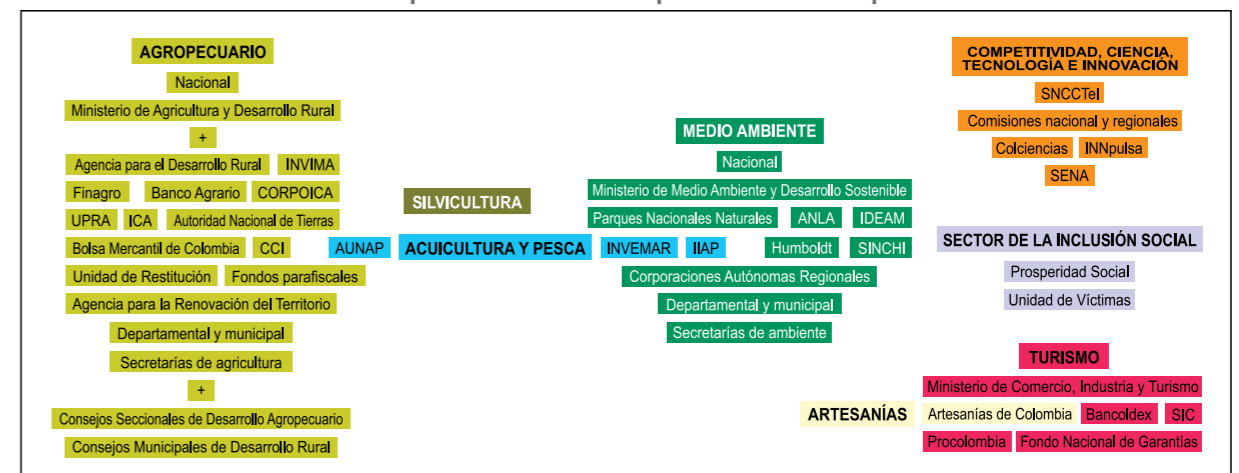 AGROPECUARIO
Nacional
Ministerio de Agricultura y Desarrollo Rural
+
Agencia para el Desarrollo Rural INVIMA
Finagro Banco Agrario CORPOICA
UPRA ICA Autoridad Nacional de Tierras
Bolsa Mercantil de Colombia CCI
Unidad de Restitución Fondos parafiscales
Agencia para la Renovación del Territorio
Departamental y municipal
Secretarías de agricultura
+
Consejos Seccionales de Desarrollo Agropecuario
Consejos Municipales de Desarrollo Rural
SILVICULTURA
AUNAP ACUICULTURA Y PESCA INVEMAR IIAP
MEDIO AMBIENTE
Nacional
Ministerio de Medio Ambiente y Desarrollo Sostenible
Parques Nacionales Naturales ANLA IDEAM
Humboldt SINCHI
Corporaciones Autónomas Regionales
Departamental y municipal
Secretarías de ambiente
COMPETITIVIDAD, CIENCIA,
TECNOLOGÍA E INNOVACIÓN
SNCCTeI
Comisiones nacional y regionales
Colciencias INNpulsa
SENA
SECTOR DE LA INCLUSIÓN SOCIAL
Prosperidad Social
Unidad de Víctimas
TURISMO
Ministerio de Comercio, Industria y Turismo
ARTESANÍAS Artesanías de Colombia Bancoldex SIC
Procolombia Fondo Nacional de Garantías